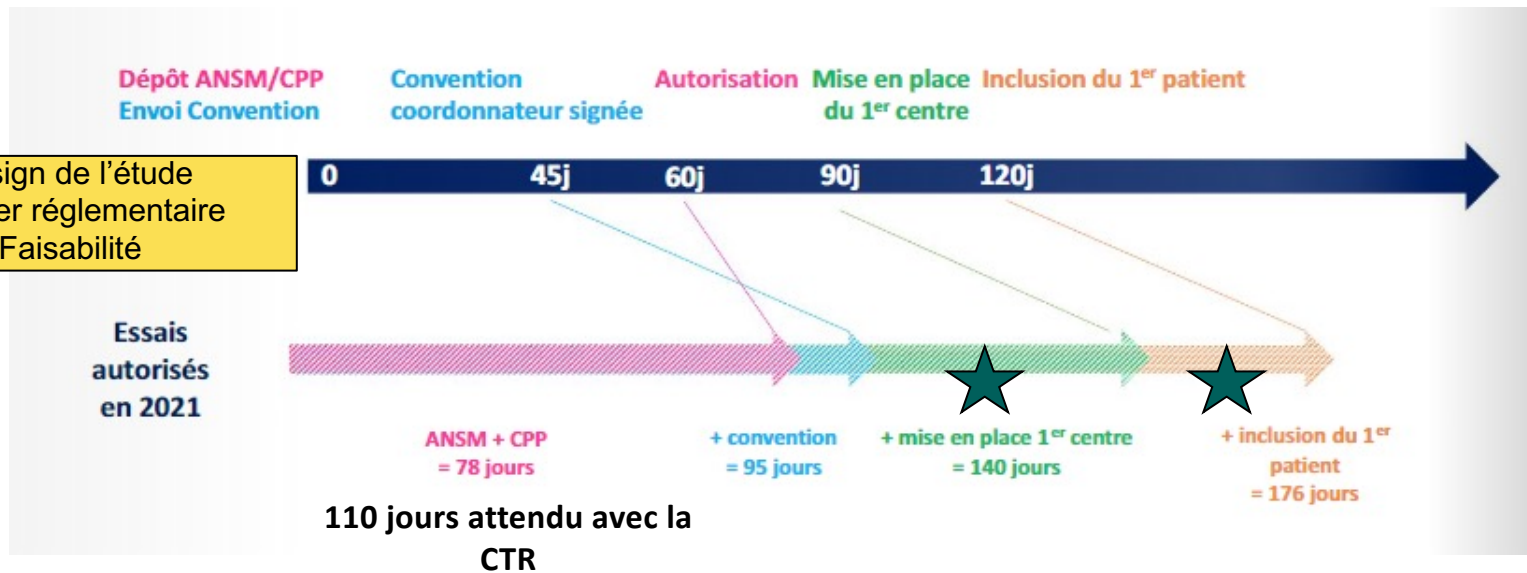 Dépôt ANSM/CPP
Envoi Convention
Convention
coordonnateur signée
Autorisation
Mise en place
du 1er centre
Inclusion du 1er patient
0
45j
60j
90j
120j
sign de l’étude
er réglementaire
Faisabilité
Essais
autorisés
en 2021
ANSM + CPP
= 78 jours
+ convention
= 95 jours
+ mise en place 1er centre
= 140 jours
+ inclusion du 1er
patient
= 176 jours
110 jours attendu avec la
CTR